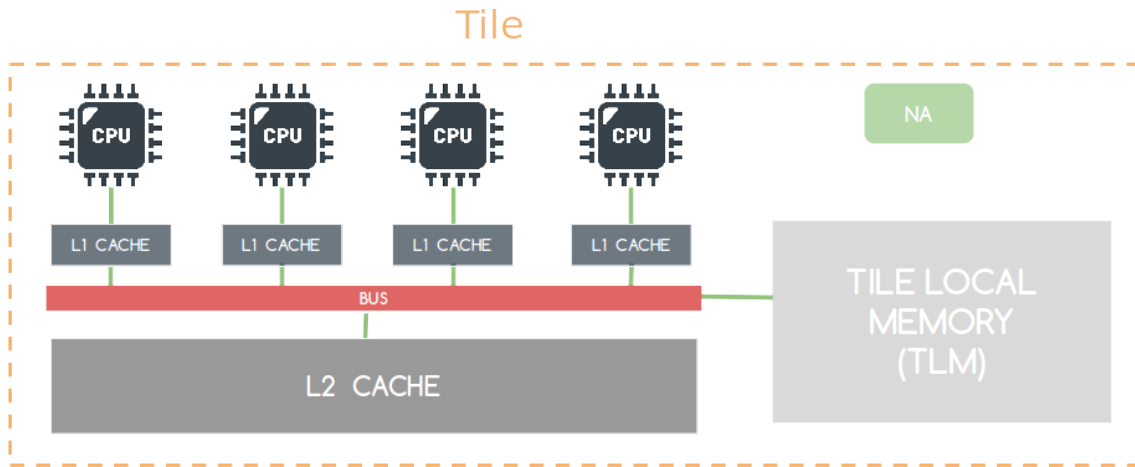 Tile
CPU
CPU
CPU
CPU
NA
L1 CACHE
L1 CACHE
L1 CACHE
L1 CACHE
BUS
TILE LOCAL
MEMORY
(TLM)
L2 CACHE